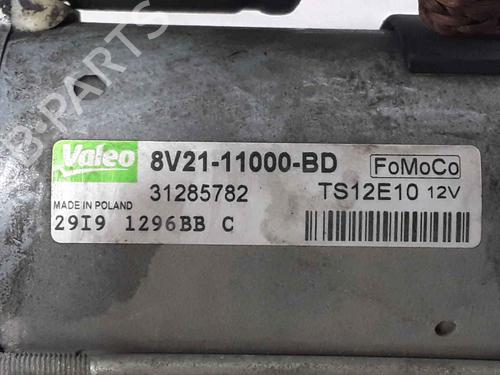 B-PARTS
Valeo 8V21-11000-BD FoMoCo
31285782 TS12E10 12V
MADE IN POLAND
29I9 1296BB C